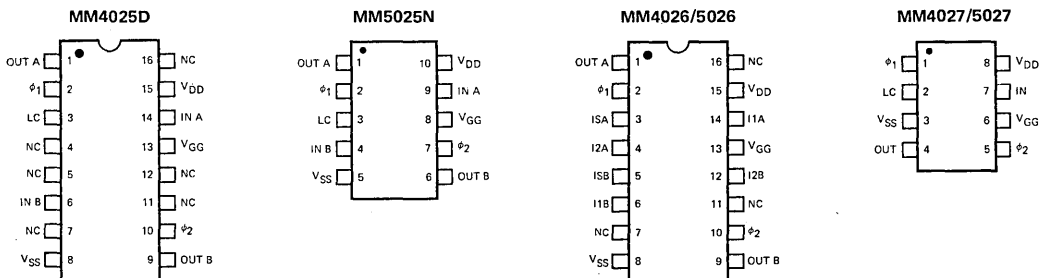 MM4025D
OUT A 1 16 NC
ϕ1 2 15 VDD
LC 3 14 IN A
NC 4 13 VGG
NC 5 12 NC
IN B 6 11 NC
NC 7 10 ϕ2
VSS 8 9 OUT B
MM5025N
OUT A 1 10 VDD
ϕ1 2 9 IN A
LC 3 8 VGG
IN B 4 7 ϕ2
VSS 5 6 OUT B
MM4026/5026
OUT A 1 16 NC
ϕ1 2 15 VDD
ISA 3 14 I1A
I2A 4 13 VGG
ISB 5 12 I2B
I1B 6 11 NC
NC 7 10 ϕ2
VSS 8 9 OUT B
MM4027/5027
ϕ1 1 8 VDD
LC 2 7 IN
VSS 3 6 VGG
OUT 4 5 ϕ2